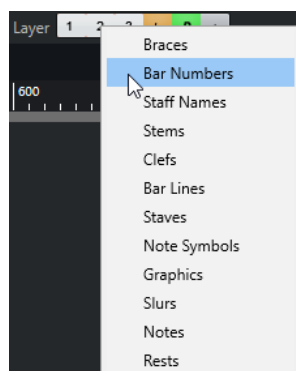 Layer 1 2 3 L
Braces
Bar Numbers
600
Staff Names
Stems
Clefs
Bar Lines
Staves
Note Symbols
Graphics
Slurs
Notes
Rests